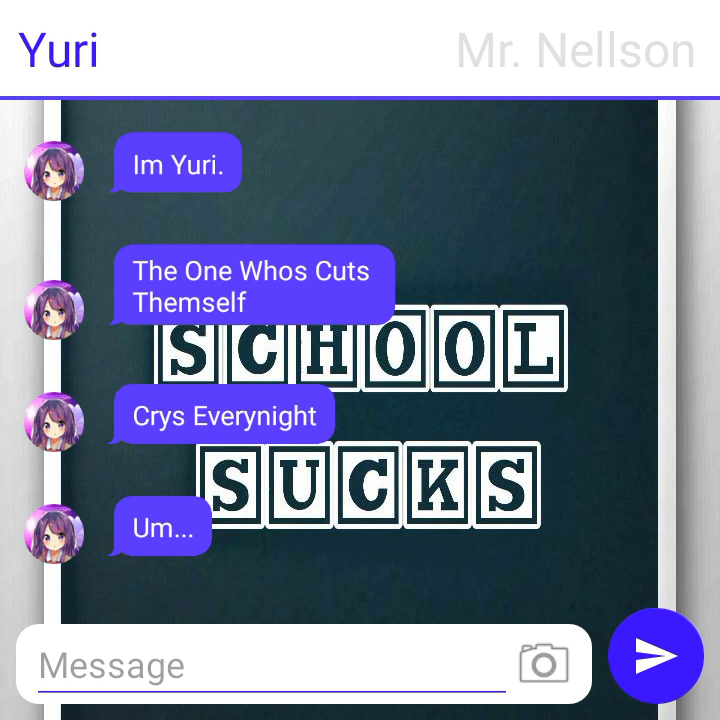 Yuri
Mr. Nellson
Im Yuri.
The One Whos Cuts
Themself
SCHOOL
Crys Everynight
SUCKS
Um...
Message